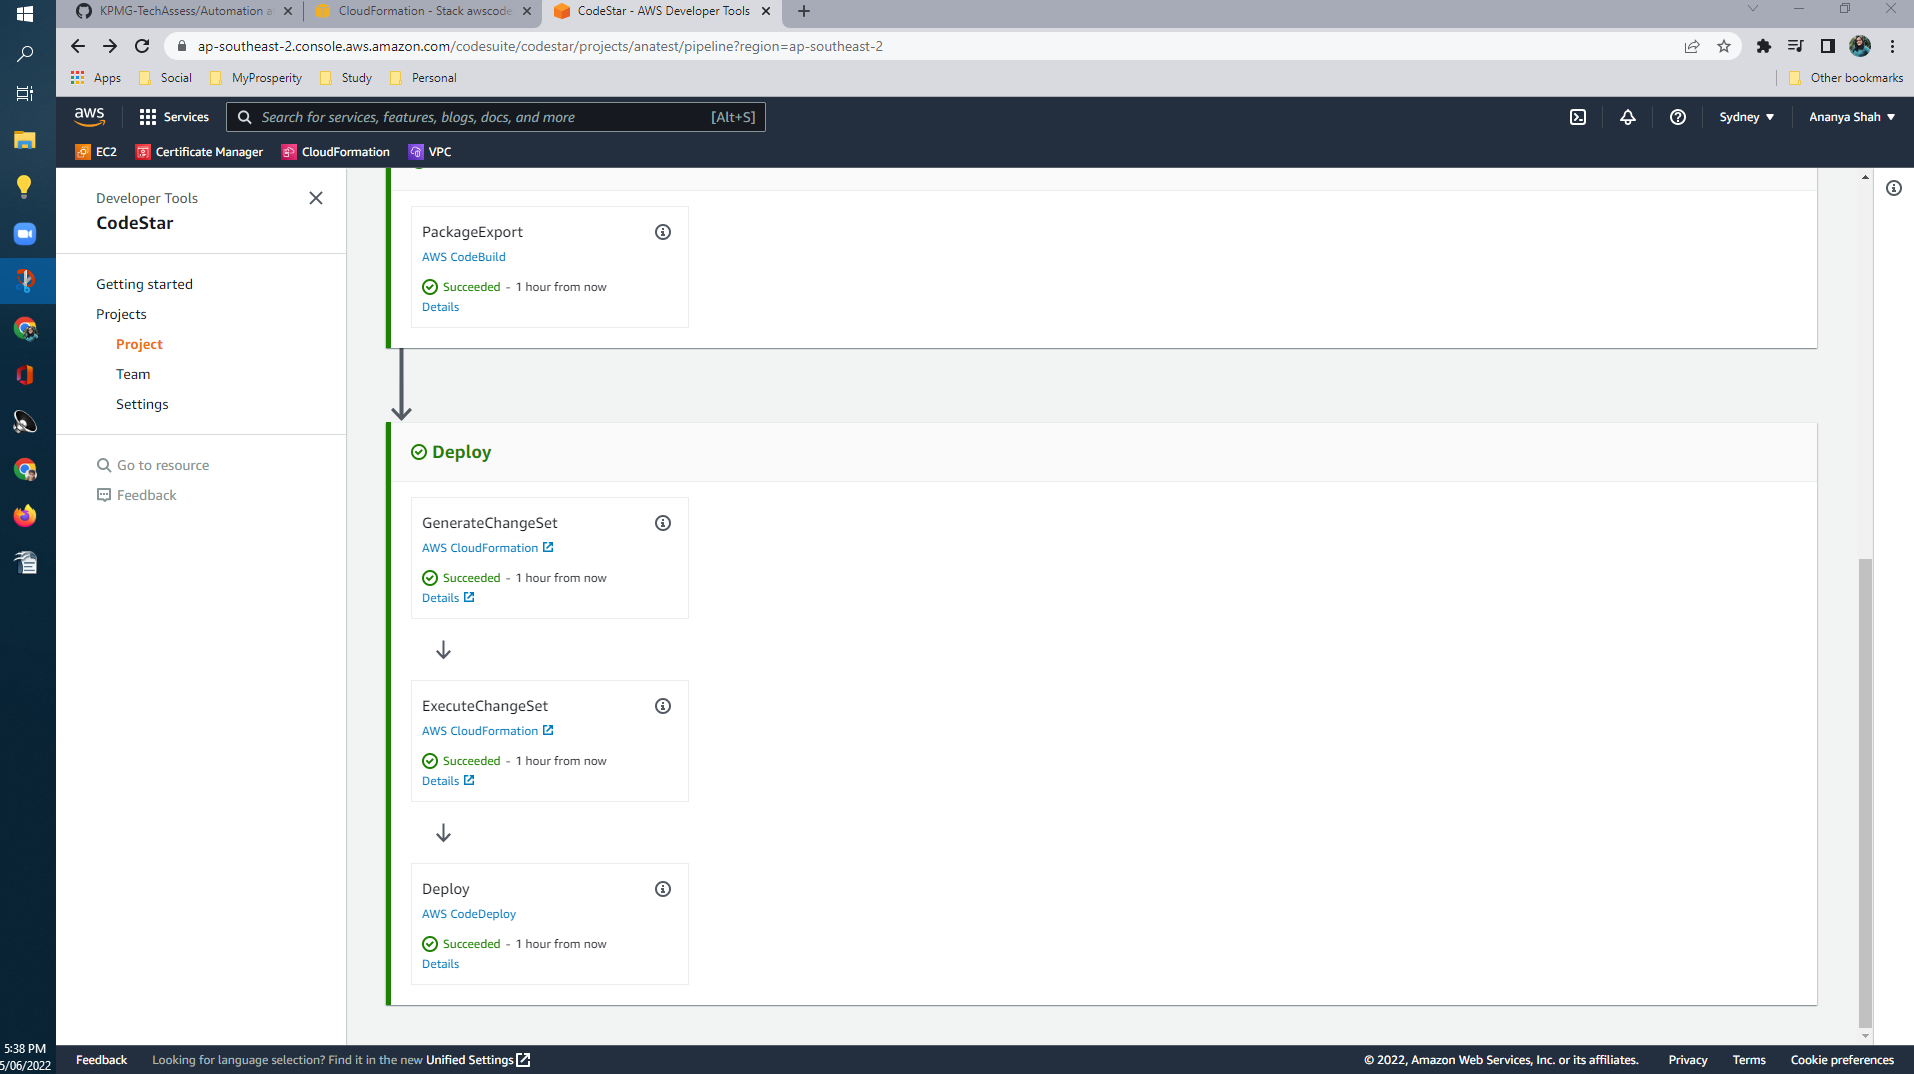 KPMG-TechAssess/Automation a
CloudFormation - Stack awscode
CodeStar - AWS Developer Tools
ap-southeast-2.console.aws.amazon.com/codesuite/codestar/projects/anatest/pipeline?region=ap-southeast-2
Apps
Social
MyProsperity
Study
Personal
Other bookmarks
aws
Services
Search for services, features, blogs, docs, and more
[Alt+S]
Sydney
Ananya Shah
EC2
Certificate Manager
CloudFormation
VPC
Developer Tools
CodeStar
Getting started
Projects
Project
Team
Settings
Go to resource
Feedback
PackageExport
AWS CodeBuild
Succeeded - 1 hour from now
Details
Deploy
GenerateChangeSet
AWS CloudFormation
Succeeded - 1 hour from now
Details
ExecuteChangeSet
AWS CloudFormation
Succeeded - 1 hour from now
Details
Deploy
AWS CodeDeploy
Succeeded - 1 hour from now
Details
5:38 PM
5/06/2022
Feedback
Looking for language selection? Find it in the new Unified Settings
© 2022, Amazon Web Services, Inc. or its affiliates.
Privacy
Terms
Cookie preferences